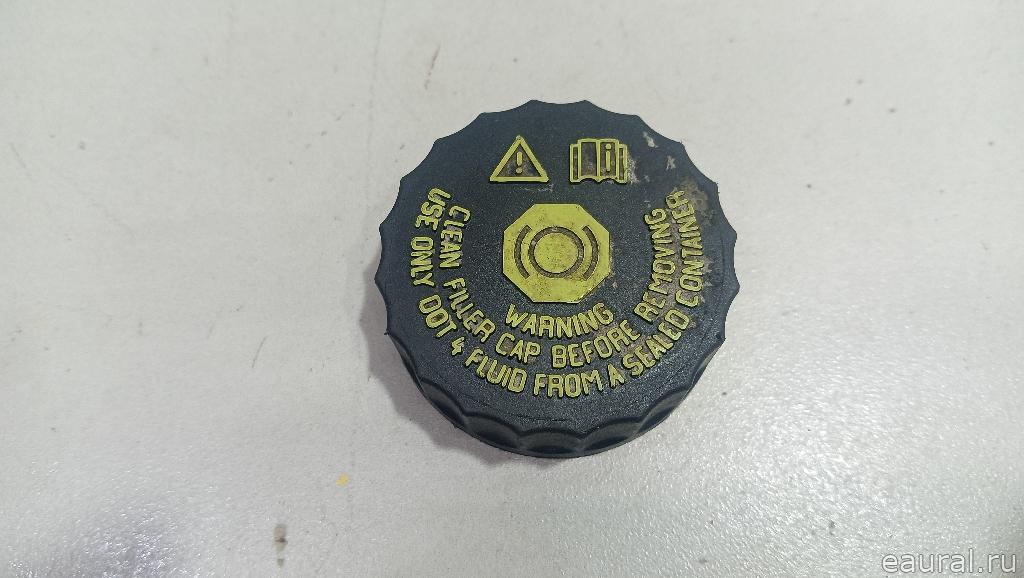 WARNING
CLEAN FILLER CAP BEFORE REMOVING
USE ONLY DOT 4 FLUID FROM A SEALED CONTAINER
eaural.ru